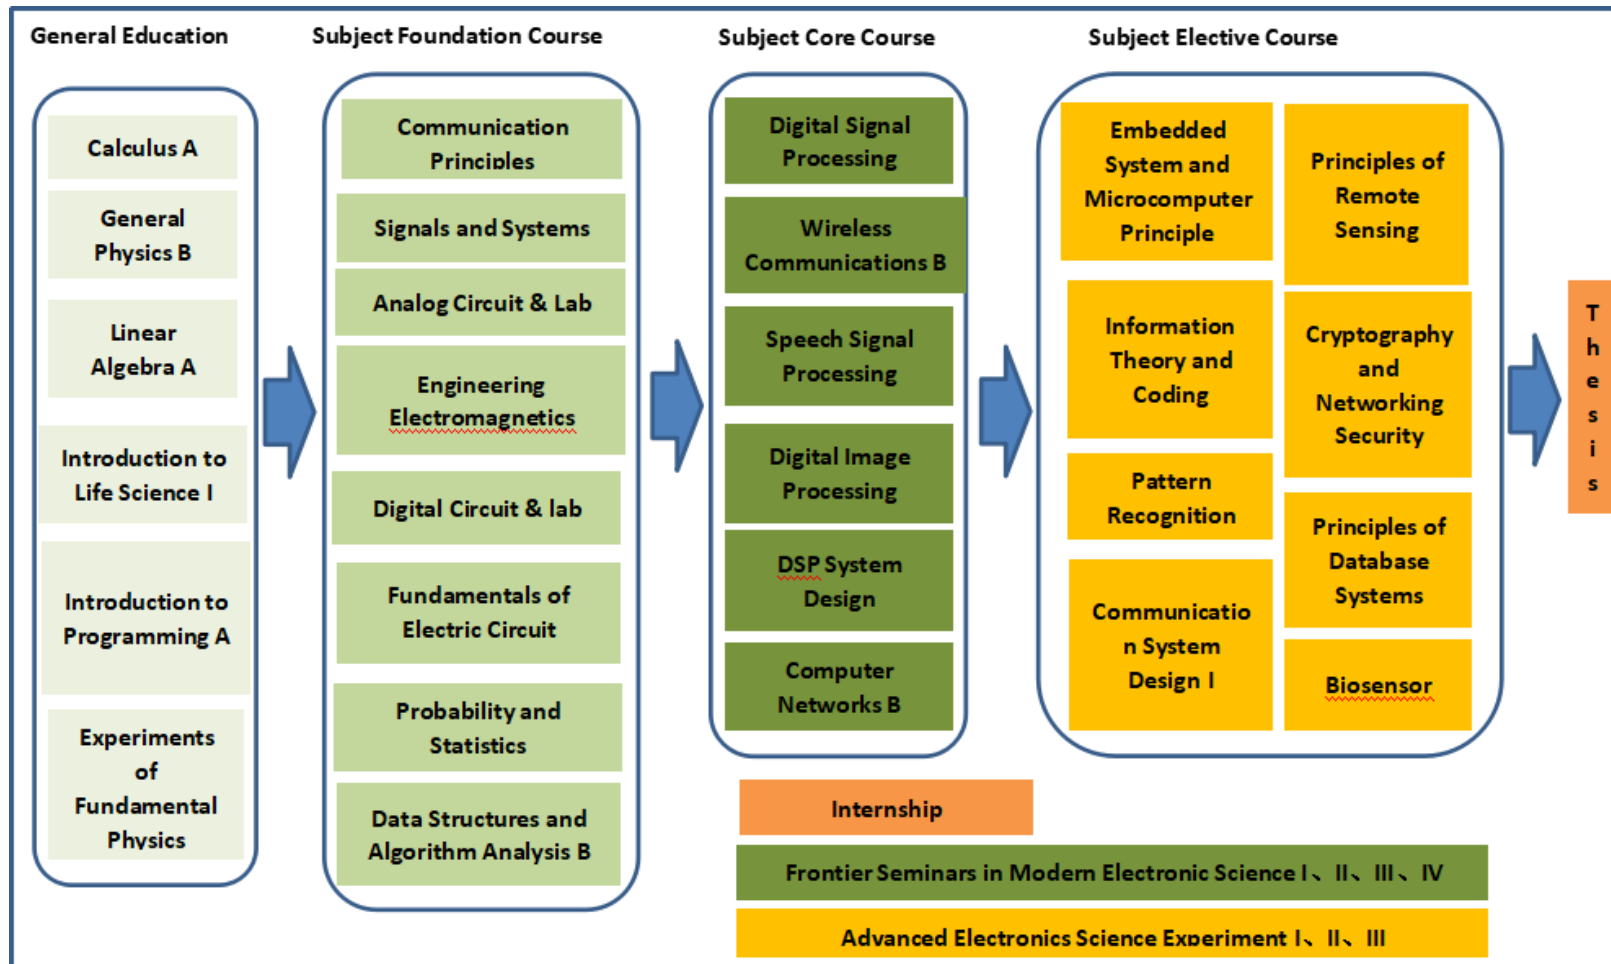 General Education
Calculus A
General
Physics B
Linear
Algebra A
Introduction to
Life Science I
Introduction to
Programming A
Experiments
of
Fundamental
Physics
Subject Foundation Course
Communication
Principles
Signals and Systems
Analog Circuit & Lab
Engineering
Electromagnetics
Digital Circuit & lab
Fundamentals of
Electric Circuit
Probability and
Statistics
Data Structures and
Algorithm Analysis B
Subject Core Course
Digital Signal
Processing
Wireless
Communications B
Speech Signal
Processing
Digital Image
Processing
DSP System
Design
Computer
Networks B
Subject Elective Course
Embedded
System and
Microcomputer
Principle
Information
Theory and
Coding
Pattern
Recognition
Communicatio
n System
Design I
Principles of
Remote
Sensing
Cryptography
and
Networking
Security
Principles of
Database
Systems
Biosensor
T
h
e
s
i
s
Internship
Frontier Seminars in Modern Electronic Science I、II、III、IV
Advanced Electronics Science Experiment I、II、III